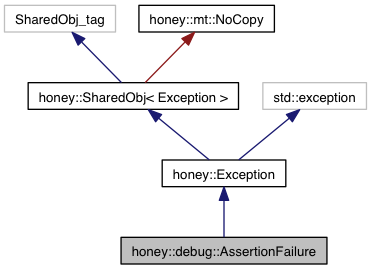 SharedObj_tag
honey::mt::NoCopy
honey::SharedObj< Exception >
std::exception
honey::Exception
honey::debug::AssertionFailure